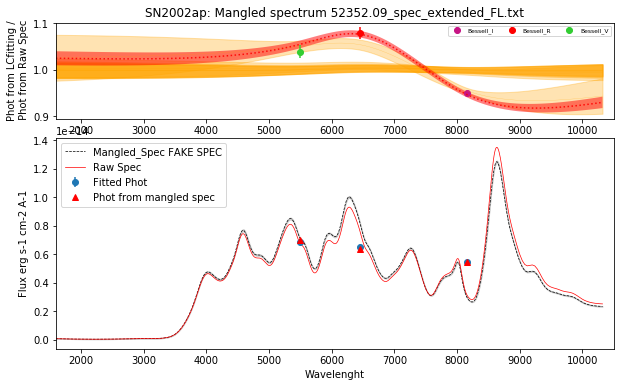 SN2002ap: Mangled spectrum 52352.09_spec_extended_FL.txt
Phot from LCfitting /
Phot from Raw Spec
1.1
1.0
0.9
Bessell_I
Bessell_R
Bessell_V
2000 3000 4000 5000 6000 7000 8000 9000 10000
1e−14
Flux erg s-1 cm-2 A-1
1.4
1.2
1.0
0.8
0.6
0.4
0.2
0.0
Mangled_Spec FAKE SPEC
Raw Spec
Fitted Phot
Phot from mangled spec
2000 3000 4000 5000 6000 7000 8000 9000 10000
Wavelenght